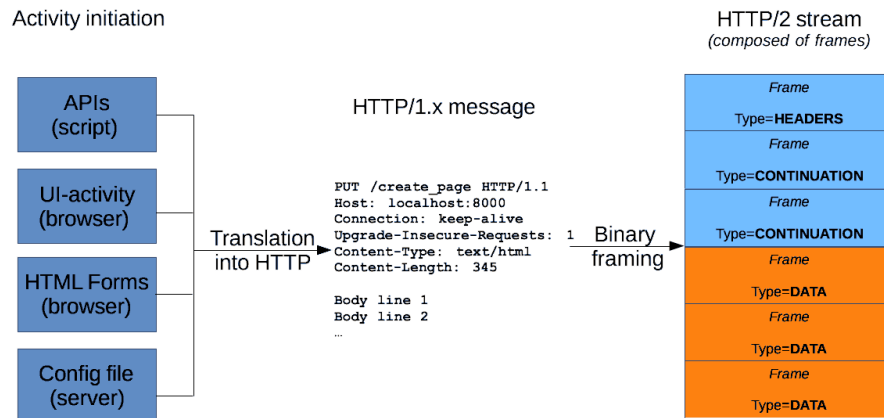 Activity initiation
APIs
(script)
UI-activity
(browser)
HTML Forms
(browser)
Config file
(server)
Translation
into HTTP
HTTP/1.x message
PUT /create_page HTTP/1.1
Host: localhost:8000
Connection: keep-alive
Upgrade-Insecure-Requests: 1
Content-Type: text/html
Content-Length: 345
Body line 1
Body line 2
…
Binary
framing
HTTP/2 stream
(composed of frames)
Frame
Type=HEADERS
Frame
Type=CONTINUATION
Frame
Type=CONTINUATION
Frame
Type=DATA
Frame
Type=DATA
Frame
Type=DATA